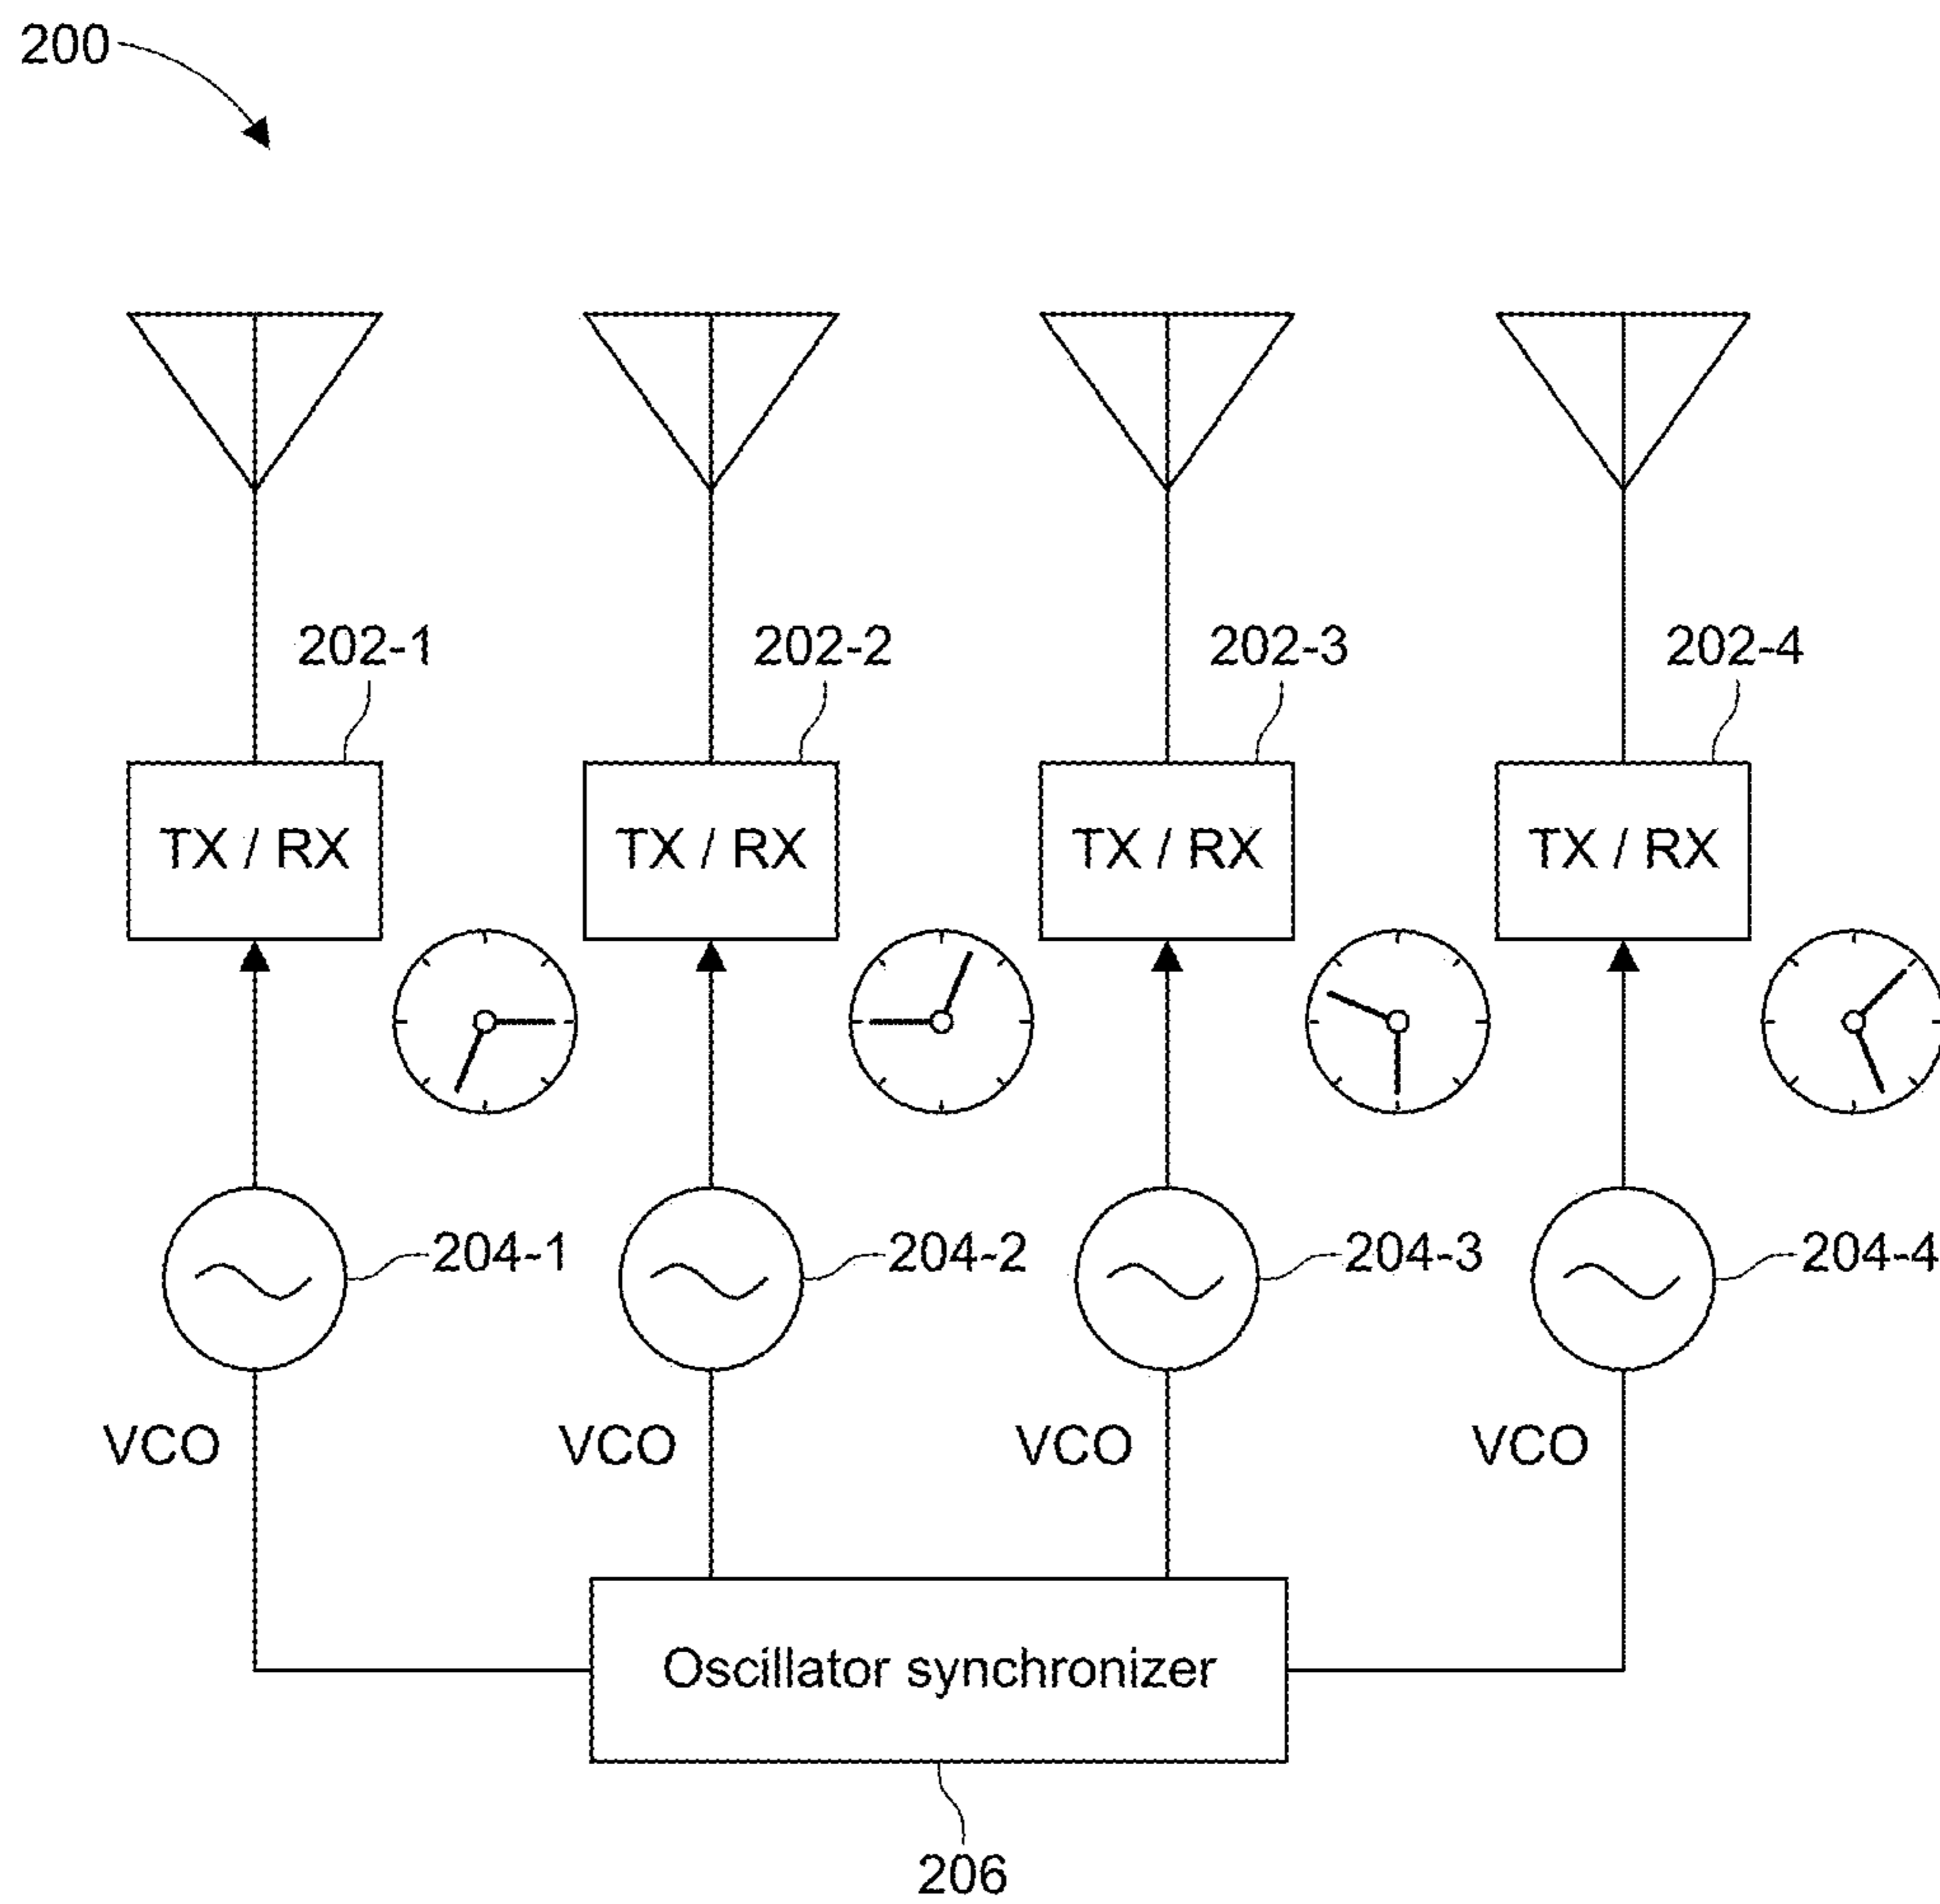 200
202-1 202-2 202-3 202-4
TX / RX TX / RX TX / RX TX / RX
204-1 204-2 204-3 204-4
VCO VCO VCO VCO
Oscillator synchronizer
206